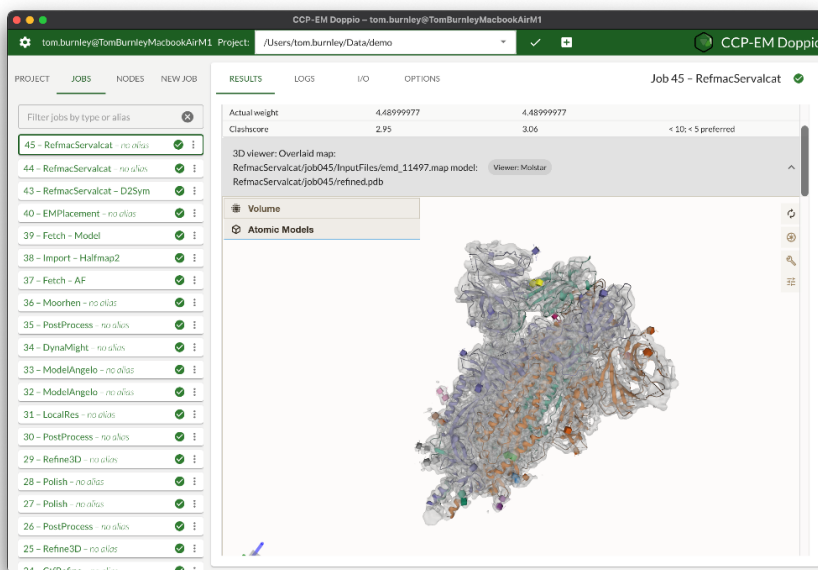 CCP-EM Doppio – tom.burnley@TomBurnleyMacbookAirM1
tom.burnley@TomBurnleyMacbookAirM1 Project: /Users/tom.burnley/Data/demo
CCP-EM Doppio
PROJECT JOBS NODES NEW JOB
RESULTS LOGS I/O OPTIONS
Job 45 – RefmacServalcat
Filter jobs by type or alias
45 – RefmacServalcat – no alias
44 – RefmacServalcat – no alias
43 – RefmacServalcat – D2Sym
40 – EMPlacement – no alias
39 – Fetch – Model
38 – Import – Halfmap2
37 – Fetch – AF
36 – Moorhen – no alias
35 – PostProcess – no alias
34 – DynaMight – no alias
33 – ModelAngelo – no alias
32 – ModelAngelo – no alias
31 – LocalRes – no alias
30 – PostProcess – no alias
29 – Refine3D – no alias
28 – Polish – no alias
27 – Polish – no alias
26 – PostProcess – no alias
25 – Refine3D – no alias
Actual weight 4.48999977 4.48999977
Clashscore 2.95 3.06 < 10; < 5 preferred
3D viewer: Overlaid map:
RefmacServalcat/job045/InputFiles/emd_11497.map model:
RefmacServalcat/job045/refined.pdb
Viewer: Molstar
Volume
Atomic Models